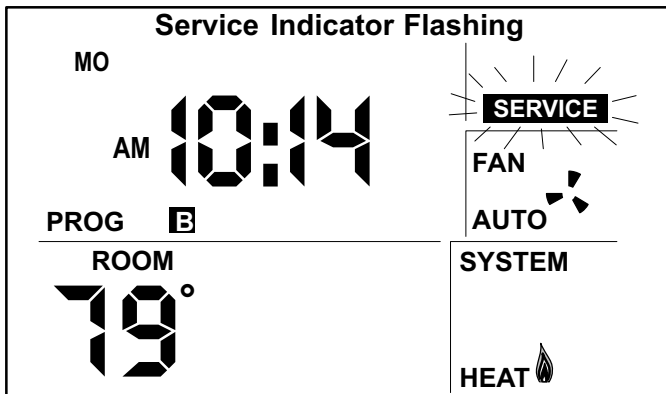 Service Indicator Flashing
MO
SERVICE
AM 10:14
FAN
AUTO
PROG B
ROOM
79°
SYSTEM
HEAT